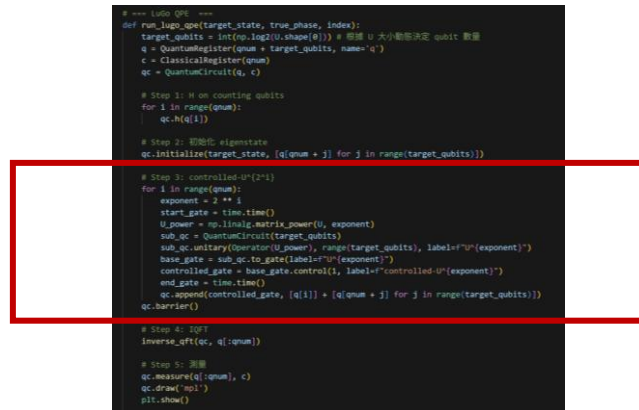 # === LuGo QPE ===
def run_lugo_qpe(target_state, true_phase, index):
    target_qubits = int(np.log2(U.shape[0])) # 根據 U 大小動態決定 qubit 數量
    q = QuantumRegister(qnum + target_qubits, name='q')
    c = ClassicalRegister(qnum)
    qc = QuantumCircuit(q, c)
    # Step 1: H on counting qubits
    for i in range(qnum):
        qc.h(q[i])
    # Step 2: 初始化 eigenstate
    qc.initialize(target_state, [q[qnum + j] for j in range(target_qubits)])
    # Step 3: controlled-U^{2^i}
    for i in range(qnum):
        exponent = 2 ** i
        start_gate = time.time()
        U_power = np.linalg.matrix_power(U, exponent)
        sub_qc = QuantumCircuit(target_qubits)
        sub_qc.unitary(Operator(U_power), range(target_qubits), label=f"U^{exponent}")
        base_gate = sub_qc.to_gate(label=f"U^{exponent}")
        controlled_gate = base_gate.control(1, label=f"controlled-U^{exponent}")
        end_gate = time.time()
        qc.append(controlled_gate, [q[i]] + [q[qnum + j] for j in range(target_qubits)])
    qc.barrier()
    # Step 4: IQFT
    inverse_qft(qc, q[:qnum])
    # Step 5: 測量
    qc.measure(q[:qnum], c)
    qc.draw('mpl')
    plt.show()